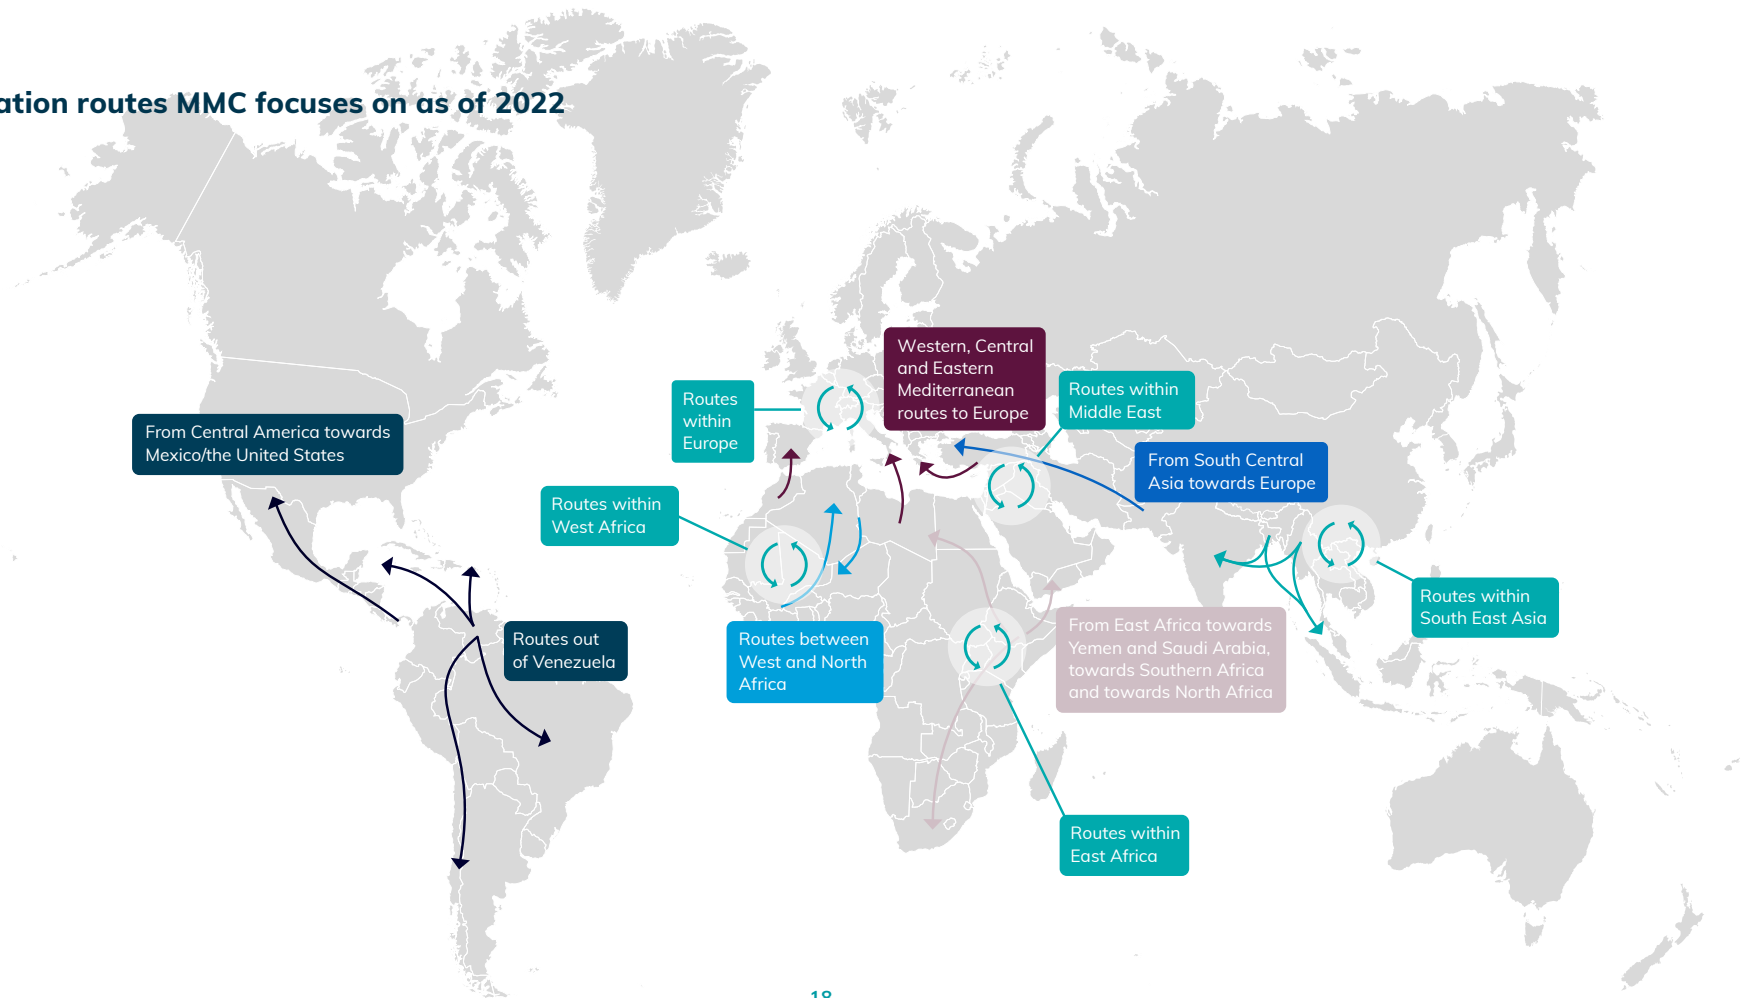 ation routes MMC focuses on as of 2022
Western, Central
and Eastern
Mediterranean
routes to Europe
Routes within
Middle East
Routes
within
Europe
From Central America towards
Mexico/the United States
From South Central
Asia towards Europe
Routes within
West Africa
Routes within
South East Asia
Routes out
of Venezuela
Routes between
West and North
Africa
From East Africa towards
Yemen and Saudi Arabia,
towards Southern Africa
and towards North Africa
Routes within
East Africa
18